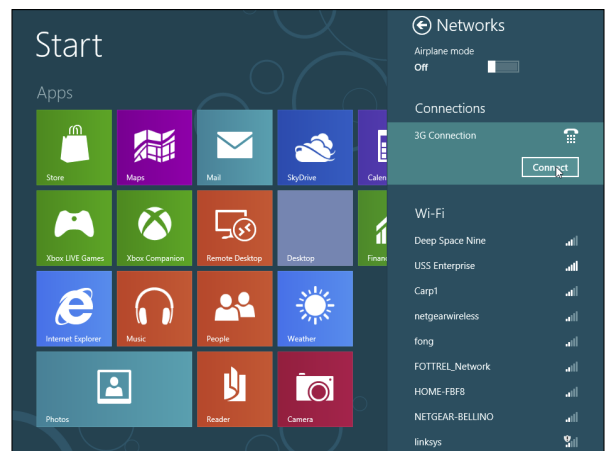 Start
Apps
Store
Maps
Mail
SkyDrive
Calen
Xbox LIVE Games
Xbox Companion
Remote Desktop
Desktop
Financ
Internet Explorer
Music
People
Weather
Photos
Reader
Camera
Networks
Airplane mode
Off
Connections
3G Connection
Connect
Wi-Fi
Deep Space Nine
USS Enterprise
Carp1
netgearwireless
fong
FOTTREL_Network
HOME-FBF8
NETGEAR-BELLINO
linksys